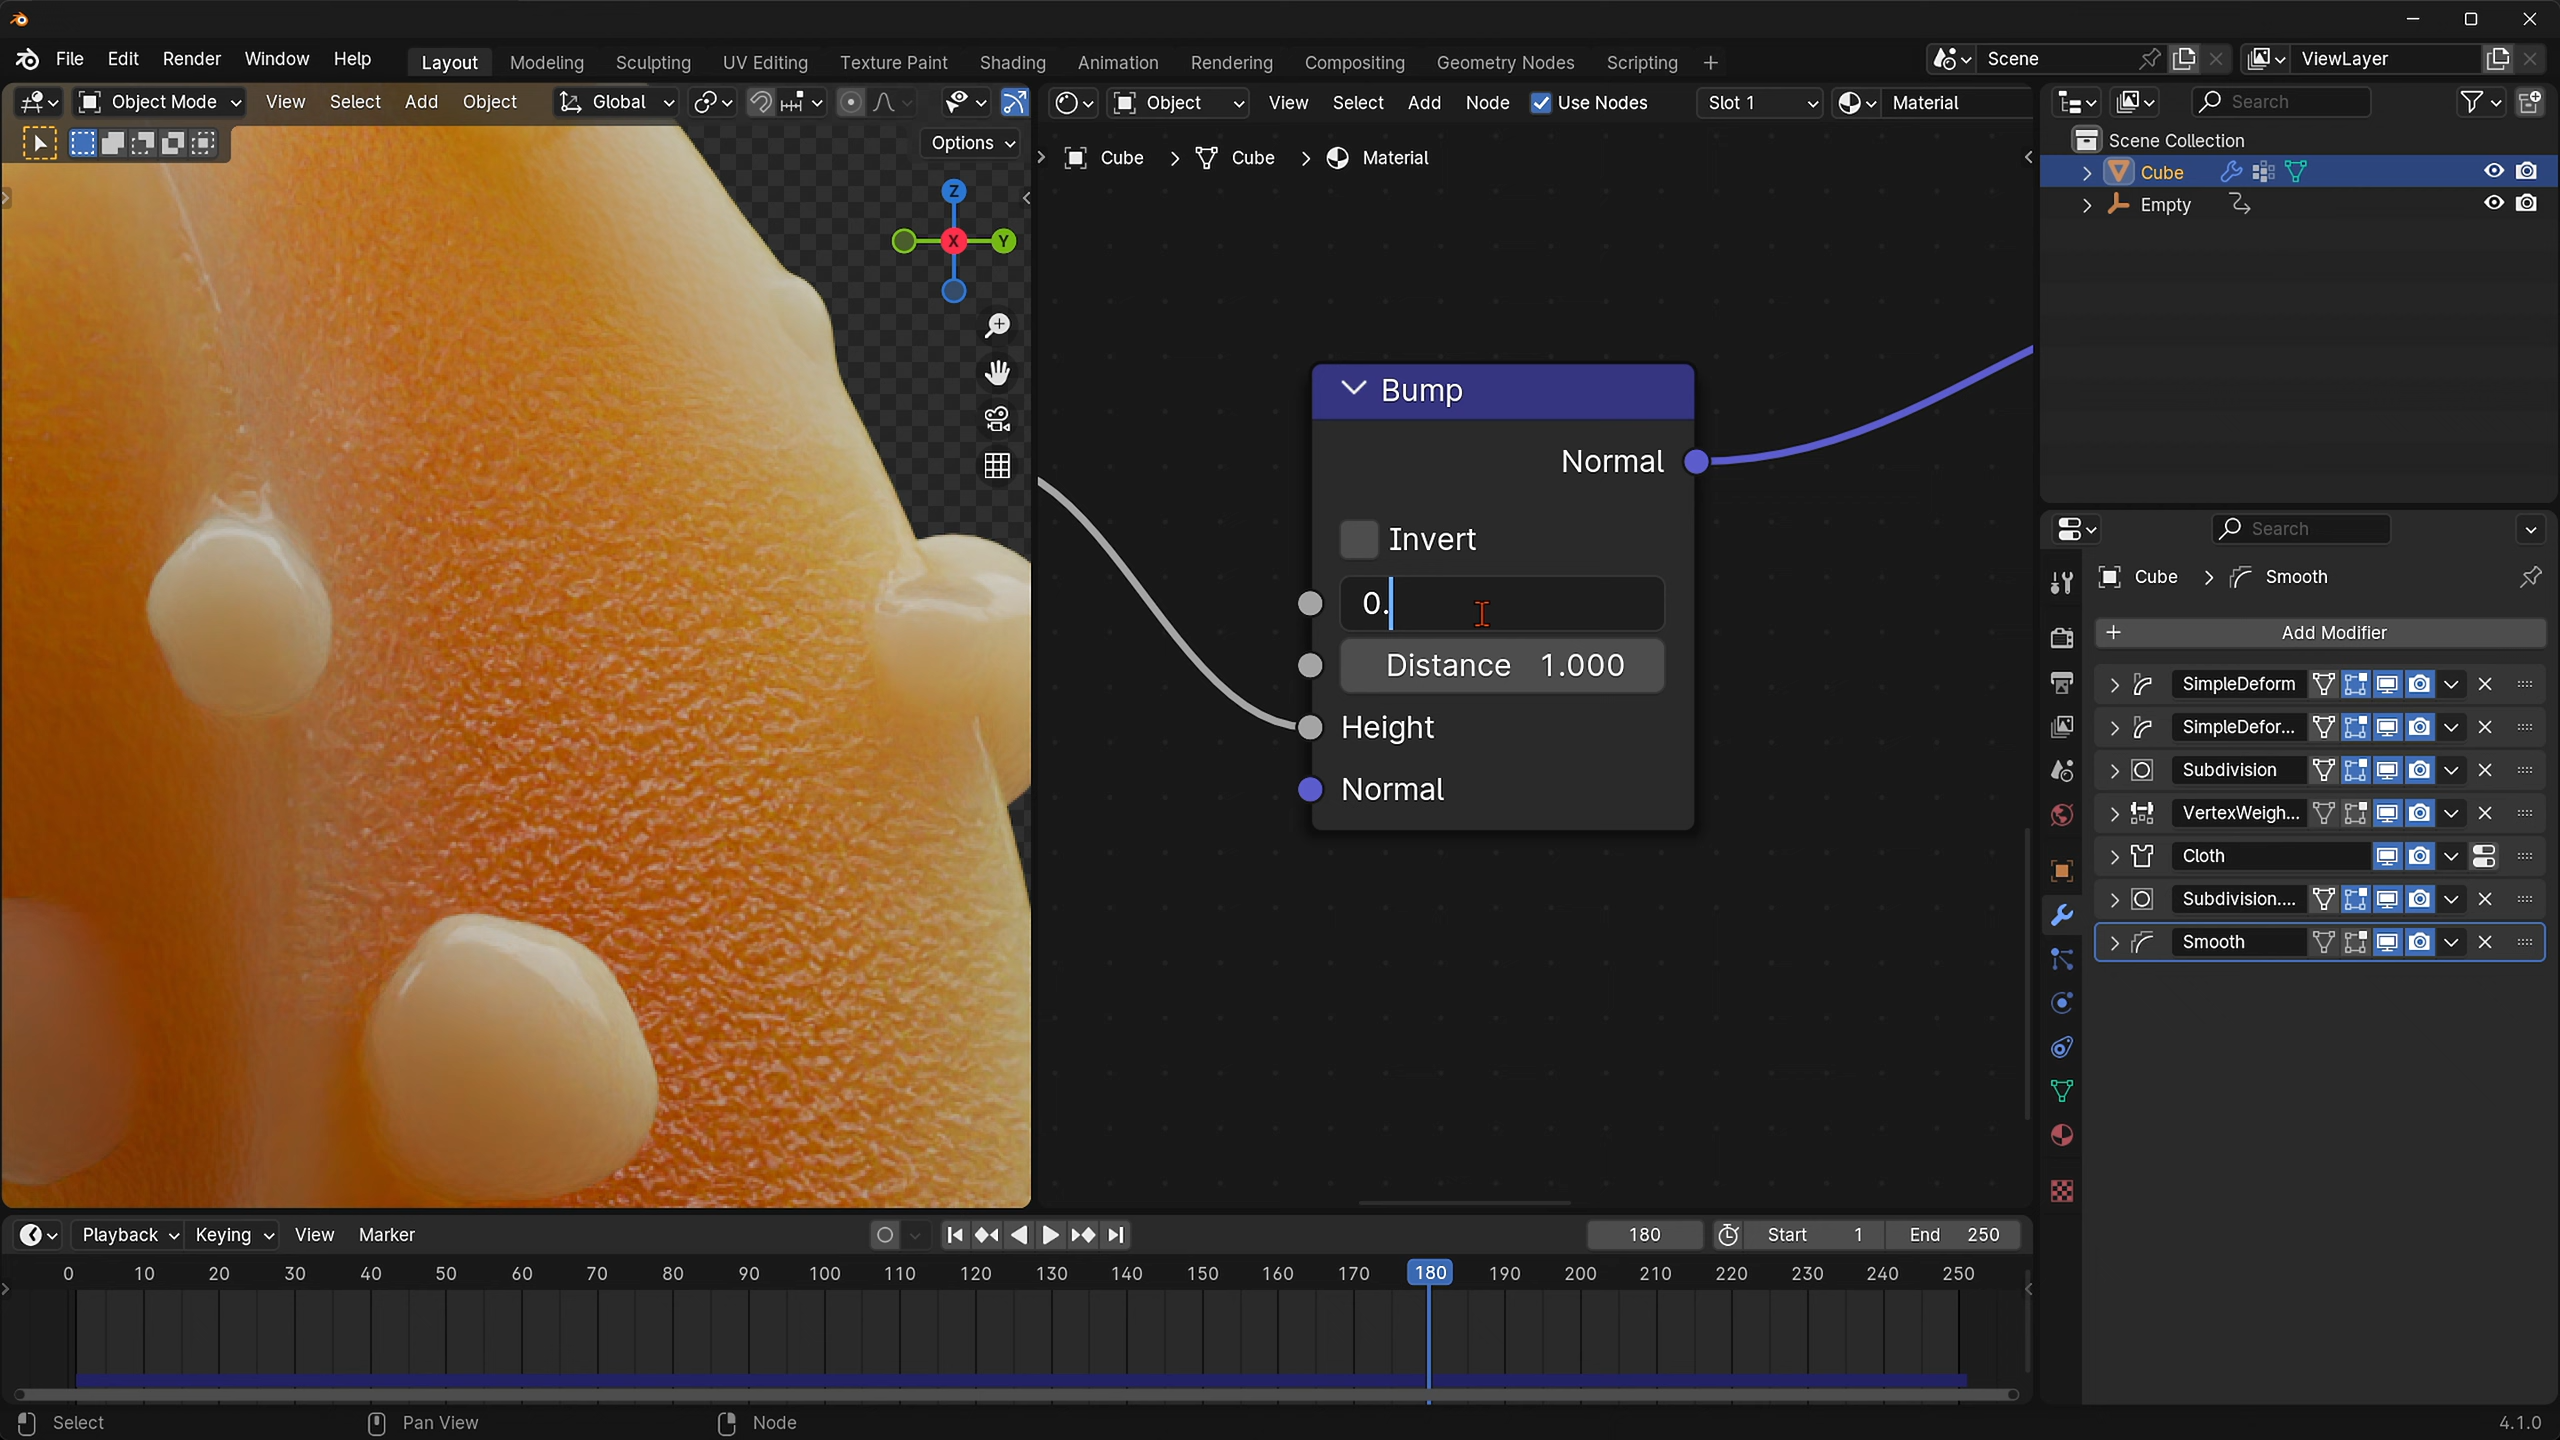 File Edit Render Window Help Layout Modeling Sculpting UV Editing Texture Paint Shading Animation Rendering Compositing Geometry Nodes Scripting + Scene ViewLayer
Object Mode View Select Add Object Global Object View Select Add Node Use Nodes Slot 1 Material Search
Options
Cube > Cube > Material
Scene Collection
Cube
Empty
Z
X
Y
Bump
Normal
Invert
0.
Distance 1.000
Height
Normal
Search
Cube > Smooth
+ Add Modifier
SimpleDeform
SimpleDefor...
Subdivision
VertexWeigh...
Cloth
Subdivision....
Smooth
Playback Keying View Marker 180 Start 1 End 250
0 10 20 30 40 50 60 70 80 90 100 110 120 130 140 150 160 170 180 190 200 210 220 230 240 250
Select Pan View Node 4.1.0